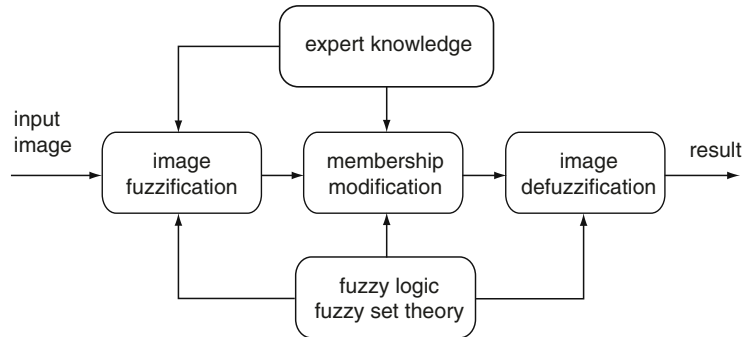 expert knowledge
input
image
image
fuzzification
membership
modification
image
defuzzification
result
fuzzy logic
fuzzy set theory